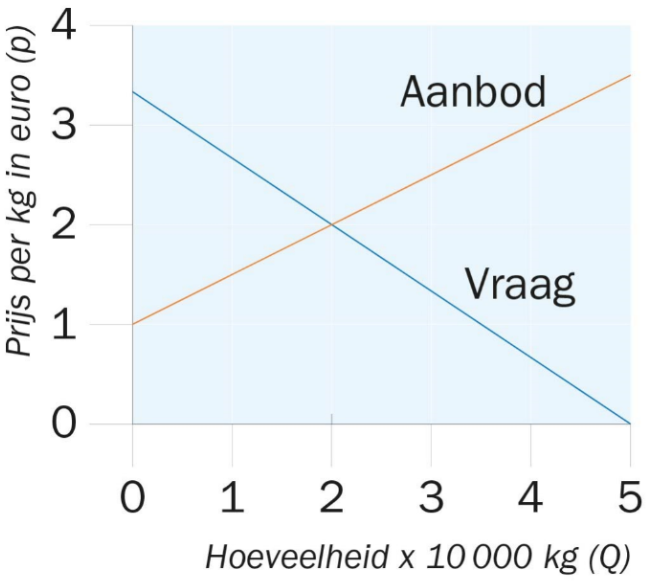 Prijs per kg in euro (p)
4
3
2
1
0
Aanbod
Vraag
0 1 2 3 4 5
Hoeveelheid x 10 000 kg (Q)